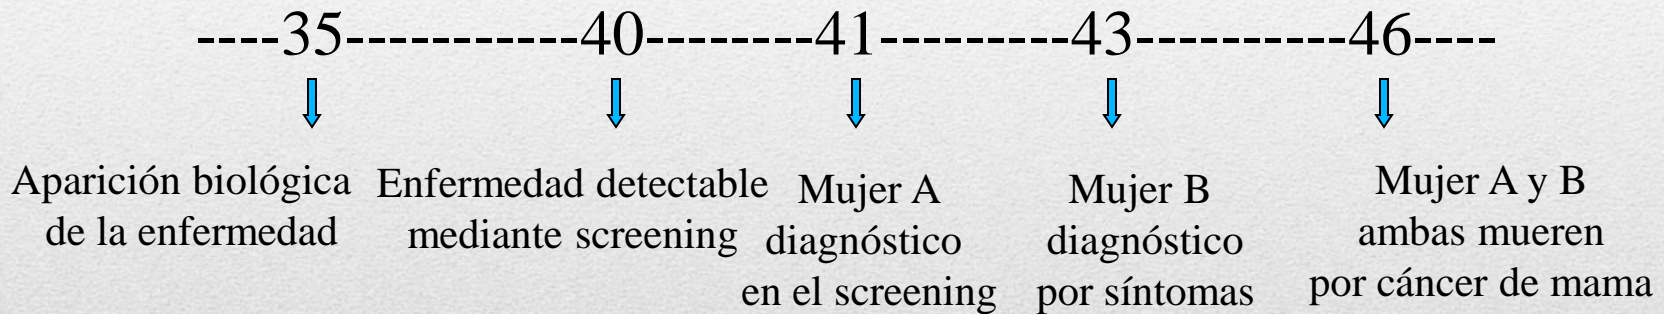 ----35-----------40--------41---------43----------46----
Aparición biológica
de la enfermedad
Enfermedad detectable
mediante screening
Mujer A
diagnóstico
en el screening
Mujer B
diagnóstico
por síntomas
Mujer A y B
ambas mueren
por cáncer de mama